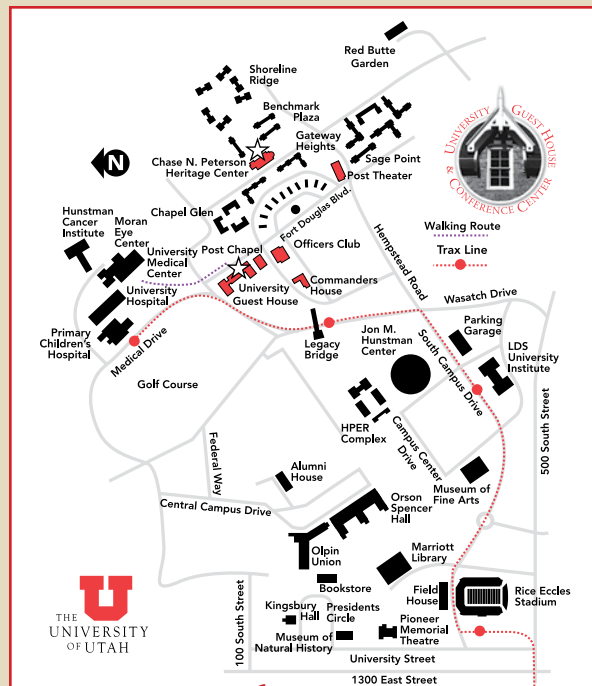 Red Butte
Garden
Shoreline
Ridge
Benchmark
Plaza
Gateway
Heights
UNIVERSITY GUEST HOUSE
& CONFERENCE CENTER
N
Chase N. Peterson
Heritage Center
Sage Point
Post Theater
Hunstman
Cancer
Institute
Moran
Eye
Center
Chapel Glen
Fort Douglas Blvd.
Walking Route
Trax Line
University
Medical
Center
Post Chapel
Officers Club
Hempstead Road
University
Hospital
University
Guest House
Commanders
House
Wasatch Drive
Primary
Children's
Hospital
Medical Drive
Legacy
Bridge
Jon M.
Hunstman
Center
Parking
Garage
South Campus Drive
LDS
University
Institute
Golf Course
HPER
Complex
Campus Center
Drive
500 South Street
Federal
Way
Alumni
House
Museum of
Fine Arts
Central Campus Drive
Orson
Spencer
Hall
Olpin
Union
Marriott
Library
Bookstore
Field
House
Rice Eccles
Stadium
THE
UNIVERSITY
OF UTAH
100 South Street
Kingsbury
Hall
Presidents
Circle
Pioneer
Memorial
Theatre
Museum of
Natural History
University Street
1300 East Street